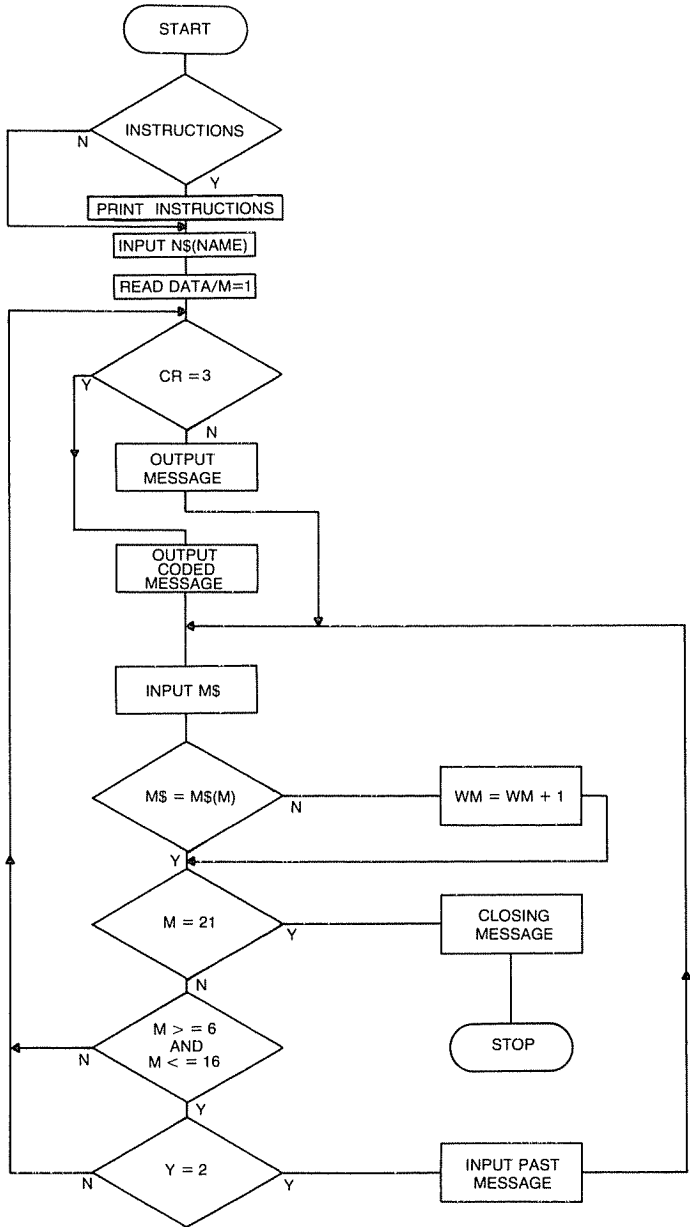 START
INSTRUCTIONS
N
Y
PRINT INSTRUCTIONS
INPUT N$(NAME)
READ DATA/M=1
CR = 3
Y
N
OUTPUT
MESSAGE
OUTPUT
CODED
MESSAGE
INPUT M$
M$ = M$(M)
N
WM = WM + 1
Y
M = 21
Y
CLOSING
MESSAGE
N
M > = 6
AND
M < = 16
N
STOP
Y
Y = 2
N
Y
INPUT PAST
MESSAGE